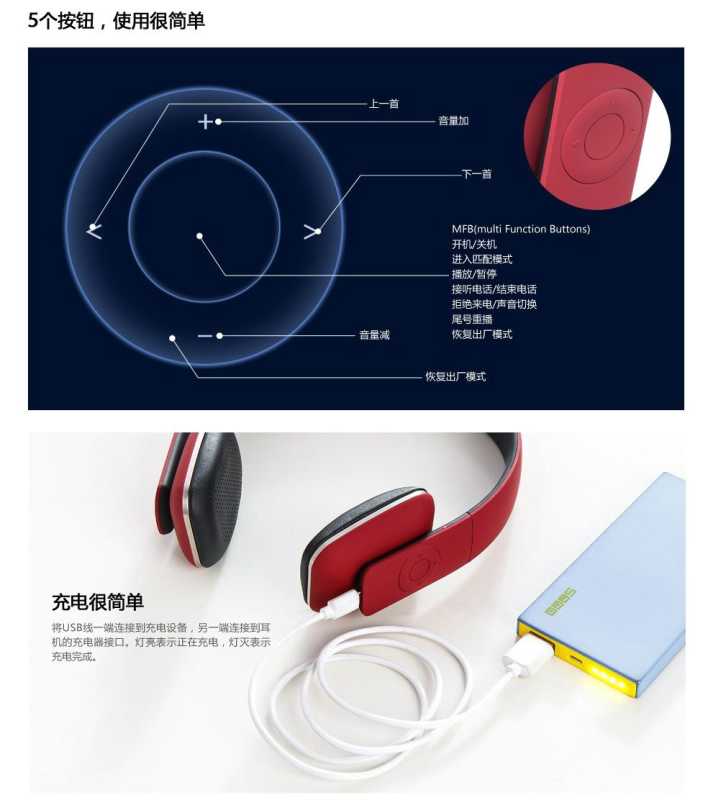 5个按钮，使用很简单
上一首
+
音量加
下一首
<
>
MFB(multi Function Buttons)
开机/关机
进入匹配模式
播放/暂停
接听电话/结束电话
拒绝来电/声音切换
尾号重播
恢复出厂模式
音量减
恢复出厂模式
充电很简单
将USB线一端连接到充电设备，另一端连接到耳
机的充电器接口。灯亮表示正在充电，灯灭表示
充电完成。